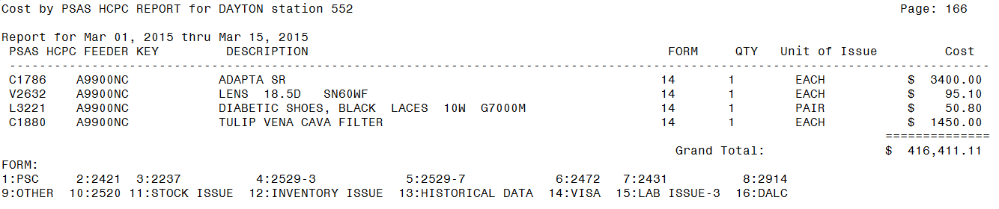 Cost by PSAS HCPC REPORT for DAYTON station 552 Page: 166
Report for Mar 01, 2015 thru Mar 15, 2015
PSAS HCPC FEEDER KEY DESCRIPTION FORM QTY Unit of Issue Cost
C1786 A9900NC ADAPTA SR 14 1 EACH $ 3400.00
V2632 A9900NC LENS 18.5D SN60WF 14 1 EACH $ 95.10
L3221 A9900NC DIABETIC SHOES, BLACK LACES 10W G7000M 14 1 PAIR $ 50.80
C1880 A9900NC TULIP VENA CAVA FILTER 14 1 EACH $ 1450.00
==============
Grand Total: $ 416,411.11
FORM:
1:PSC 2:2421 3:2237 4:2529-3 5:2529-7 6:2472 7:2431 8:2914
9:OTHER 10:2520 11:STOCK ISSUE 12:INVENTORY ISSUE 13:HISTORICAL DATA 14:VISA 15:LAB ISSUE-3 16:DALC